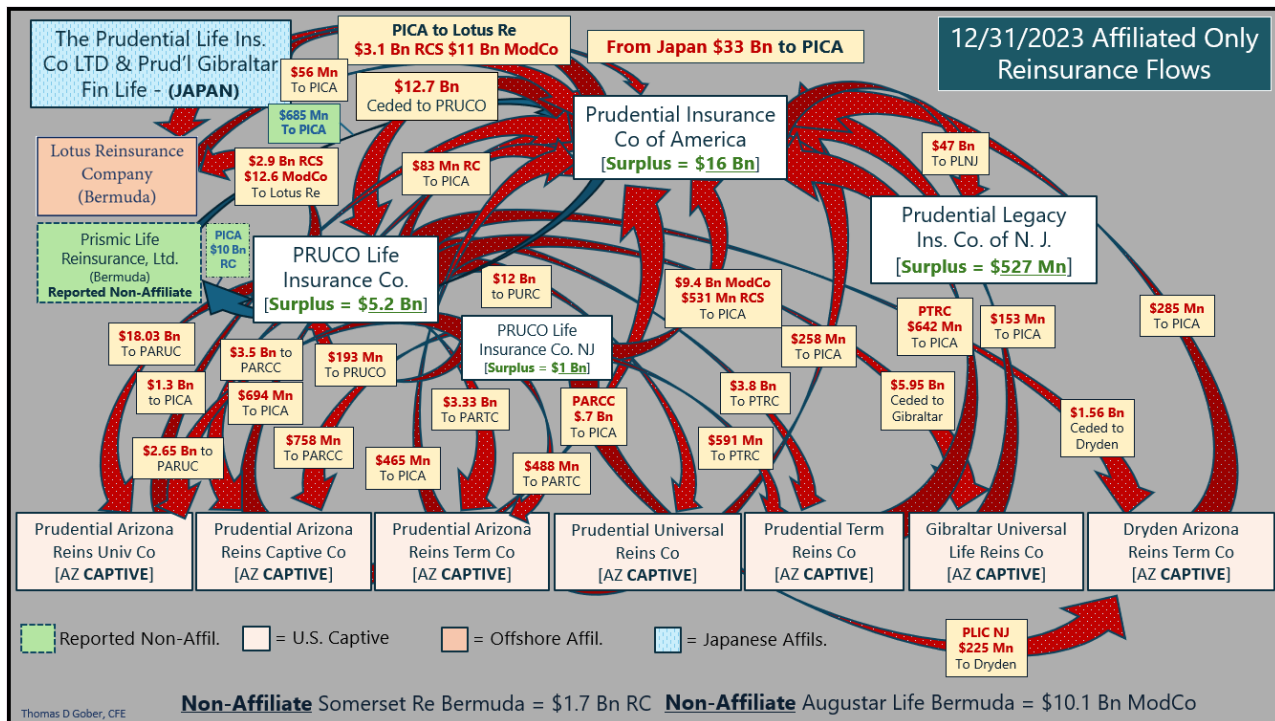 The Prudential Life Ins.
Co LTD & Prud'l Gibraltar
Fin Life - (JAPAN)
PICA to Lotus Re
$3.1 Bn RCS $11 Bn ModCo
From Japan $33 Bn to PICA
12/31/2023 Affiliated Only
Reinsurance Flows
$56 Mn
To PICA
$12.7 Bn
Ceded to PRUCO
$685 Mn
To PICA
Prudential Insurance
Co of America
[Surplus = $16 Bn]
Lotus Reinsurance
Company
(Bermuda)
$2.9 Bn RCS
$12.6 ModCo
To Lotus Re
$83 Mn RC
To PICA
$47 Bn
To PLNJ
Prudential Legacy
Ins. Co. of N. J.
[Surplus = $527 Mn]
Prismic Life
Reinsurance, Ltd.
(Bermuda)
Reported Non-Affiliate
PICA
$10 Bn
RC
PRUCO Life
Insurance Co.
[Surplus = $5.2 Bn]
$12 Bn
to PURC
$9.4 Bn ModCo
$531 Mn RCS
To PICA
PRUCO Life
Insurance Co. NJ
[Surplus = $1 Bn]
$18.03 Bn
To PARUC
$3.5 Bn to
PARCC
$193 Mn
To PRUCO
$258 Mn
To PICA
PTRC
$642 Mn
To PICA
$153 Mn
To PICA
$285 Mn
To PICA
$1.3 Bn
to PICA
$694 Mn
To PICA
$3.33 Bn
To PARTC
PARCC
$.7 Bn
To PICA
$3.8 Bn
To PTRC
$5.95 Bn
Ceded to
Gibraltar
$1.56 Bn
Ceded to
Dryden
$2.65 Bn to
PARUC
$758 Mn
To PARCC
$465 Mn
To PICA
$488 Mn
To PARTC
$591 Mn
To PTRC
Prudential Arizona
Reins Univ Co
[AZ CAPTIVE]
Prudential Arizona
Reins Captive Co
[AZ CAPTIVE]
Prudential Arizona
Reins Term Co
[AZ CAPTIVE]
Prudential Universal
Reins Co
[AZ CAPTIVE]
Prudential Term
Reins Co
[AZ CAPTIVE]
Gibraltar Universal
Life Reins Co
[AZ CAPTIVE]
Dryden Arizona
Reins Term Co
[AZ CAPTIVE]
Reported Non-Affil.
= U.S. Captive
= Offshore Affil.
= Japanese Affils.
PLIC NJ
$225 Mn
To Dryden
Non-Affiliate Somerset Re Bermuda = $1.7 Bn RC Non-Affiliate Augustar Life Bermuda = $10.1 Bn ModCo
Thomas D Gober, CFE